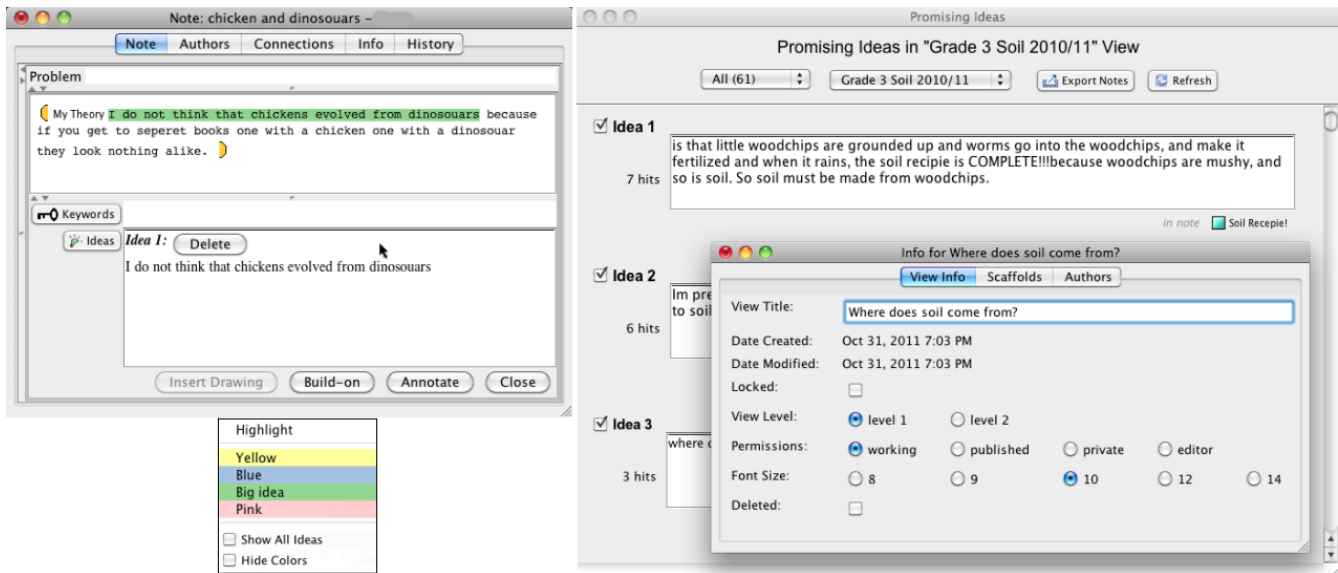 Note: chicken and dinosouars –
Note Authors Connections Info History
Problem
My Theory I do not think that chickens evolved from dinosouars because
if you get to seperet books one with a chicken one with a dinosouar
they look nothing alike.
Keywords
Ideas
Idea 1: Delete
I do not think that chickens evolved from dinosouars
Insert Drawing Build-on Annotate Close
Highlight
Yellow
Blue
Big idea
Pink
Show All Ideas
Hide Colors
Promising Ideas
Promising Ideas in "Grade 3 Soil 2010/11" View
All (61) Grade 3 Soil 2010/11 Export Notes Refresh
Idea 1
is that little woodchips are grounded up and worms go into the woodchips, and make it
fertilized and when it rains, the soil recipie is COMPLETE!!!because woodchips are mushy, and
7 hits so is soil. So soil must be made from woodchips.
in note Soil Recepie!
Idea 2
Im pre
to soil
6 hits
Idea 3
where
3 hits
Info for Where does soil come from?
View Info Scaffolds Authors
View Title: Where does soil come from?
Date Created: Oct 31, 2011 7:03 PM
Date Modified: Oct 31, 2011 7:03 PM
Locked:
View Level: level 1 level 2
Permissions: working published private editor
Font Size: 8 9 10 12 14
Deleted: